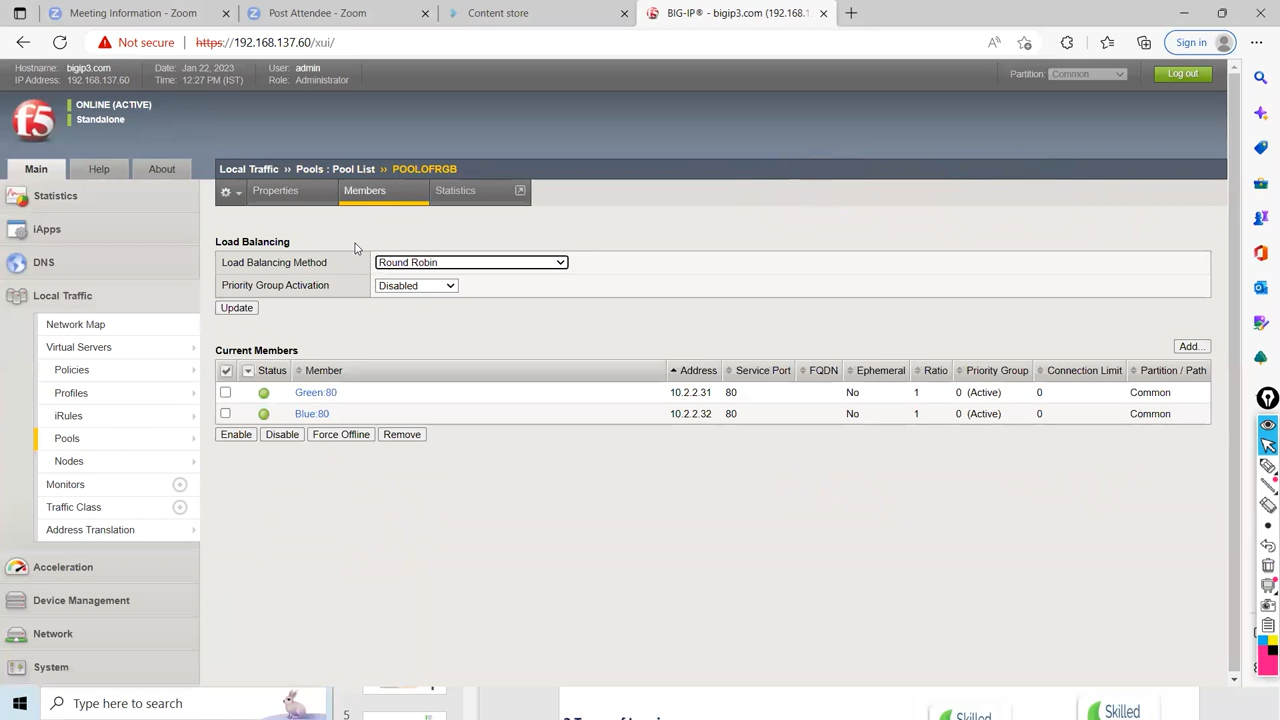 Meeting Information - Zoom
Post Attendee - Zoom
Content store
BIG-IP® - bigip3.com (192.168.1
Not secure
https://192.168.137.60/xui/
Sign in
Hostname: bigip3.com
IP Address: 192.168.137.60
Date: Jan 22, 2023
Time: 12:27 PM (IST)
User: admin
Role: Administrator
Partition: Common
Log out
f5
ONLINE (ACTIVE)
Standalone
Main
Help
About
Local Traffic ›› Pools : Pool List ›› POOLOFRGB
Properties
Members
Statistics
Statistics
iApps
DNS
Local Traffic
Network Map
Virtual Servers
Policies
Profiles
iRules
Pools
Nodes
Monitors
Traffic Class
Address Translation
Acceleration
Device Management
Network
System
Load Balancing
Load Balancing Method Round Robin
Priority Group Activation Disabled
Update
Current Members
Add...
Status Member Address Service Port FQDN Ephemeral Ratio Priority Group Connection Limit Partition / Path
Green:80 10.2.2.31 80 No 1 0 (Active) 0 Common
Blue:80 10.2.2.32 80 No 1 0 (Active) 0 Common
Enable Disable Force Offline Remove
Type here to search
5
Skilled
Skilled